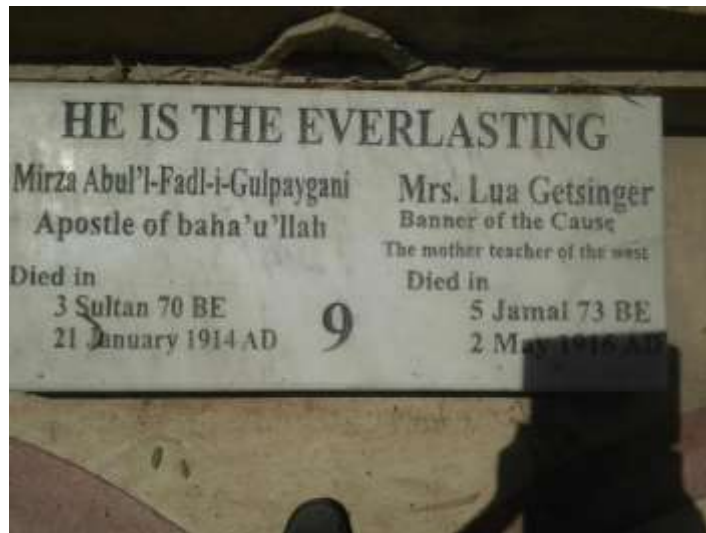 HE IS THE EVERLASTING
Mirza Abul'l-Fadl-i-Gulpaygani
Apostle of baha'u'llah
Died in
3 Sultan 70 BE
21 January 1914 AD
9
Mrs. Lua Getsinger
Banner of the Cause
The mother teacher of the west
Died in
5 Jamal 73 BE
2 May 1916 AD